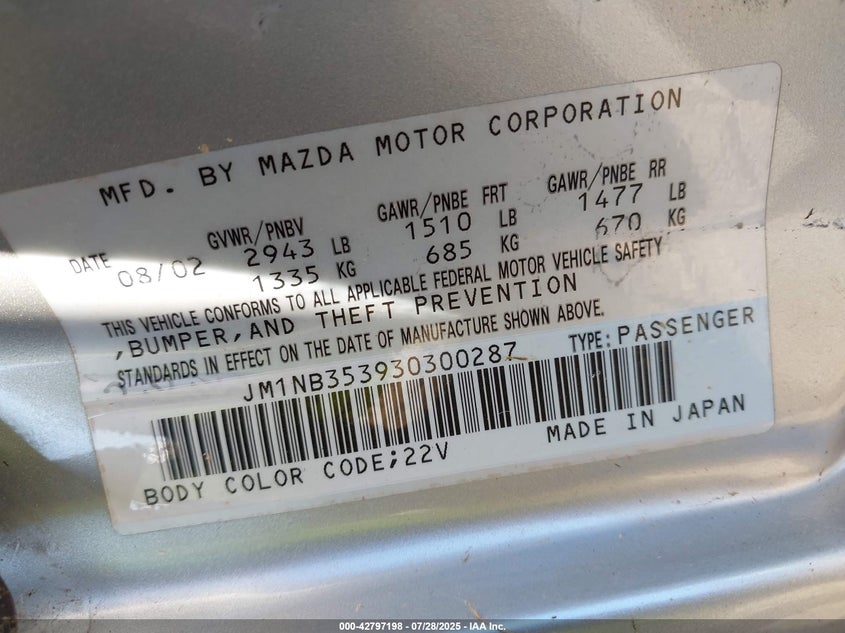 MFD. BY MAZDA MOTOR CORPORATION
DATE GVWR/PNBV GAWR/PNBE FRT GAWR/PNBE RR
08/02 2943 LB 1510 LB 1477 LB
1335 KG 685 KG 670 KG
THIS VEHICLE CONFORMS TO ALL APPLICABLE FEDERAL MOTOR VEHICLE SAFETY
,BUMPER,AND THEFT PREVENTION
STANDARDS IN EFFECT ON THE DATE OF MANUFACTURE SHOWN ABOVE.
JM1NB353930300287 TYPE:PASSENGER
BODY COLOR CODE;22V MADE IN JAPAN
000-42797198 - 07/28/2025 - IAA Inc.